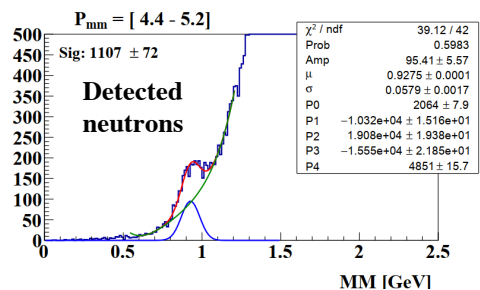 P_mm = [ 4.4 - 5.2]
Sig: 1107 ± 72
Detected
neutrons
χ² / ndf 39.12 / 42
Prob 0.5983
Amp 95.41 ± 5.57
μ 0.9275 ± 0.0001
σ 0.0579 ± 0.0017
P0 2064 ± 7.9
P1 −1.032e+04 ± 1.516e+01
P2 1.908e+04 ± 1.938e+01
P3 −1.555e+04 ± 2.185e+01
P4 4851 ± 15.7
500
450
400
350
300
250
200
150
100
50
0
0 0.5 1 1.5 2 2.5
MM [GeV]